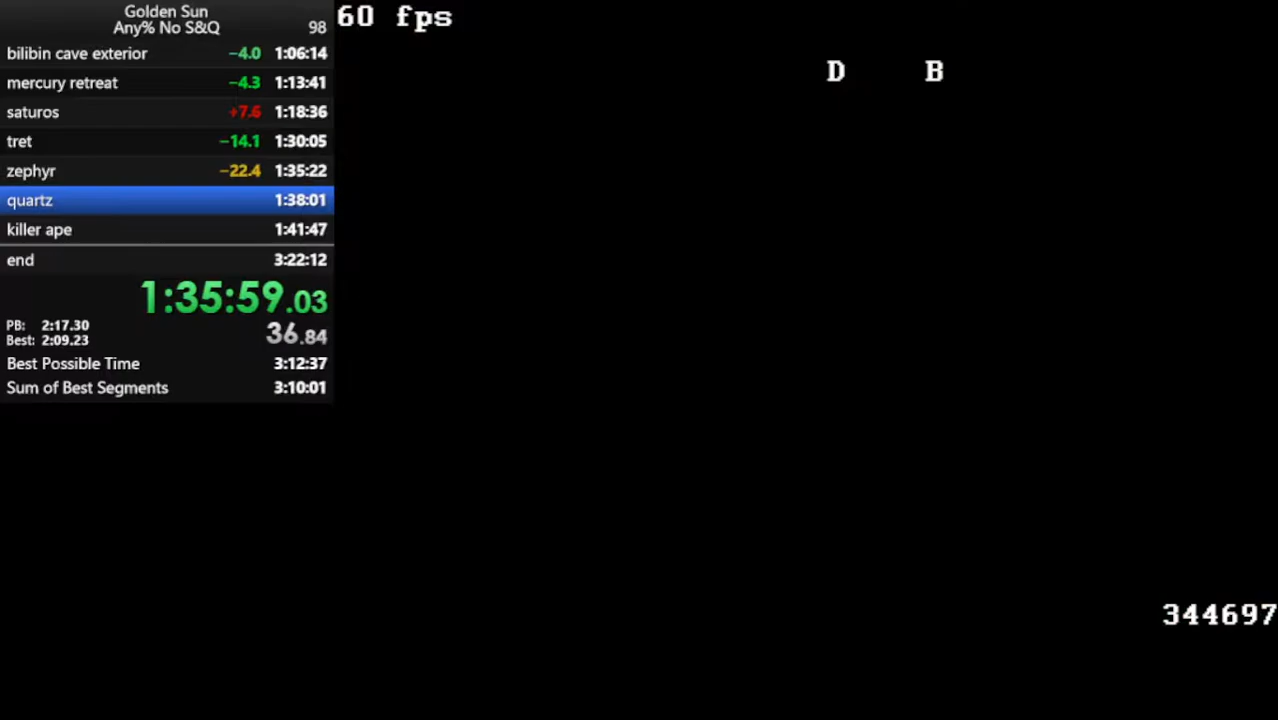 Golden Sun
Any% No S&Q 98
bilibin cave exterior −4.0 1:06:14
mercury retreat −4.3 1:13:41
saturos +7.6 1:18:36
tret −14.1 1:30:05
zephyr −22.4 1:35:22
quartz 1:38:01
killer ape 1:41:47
end 3:22:12
1:35:59.03
PB: 2:17.30
Best: 2:09.23
36.84
Best Possible Time 3:12:37
Sum of Best Segments 3:10:01
60 fps
D B
344697